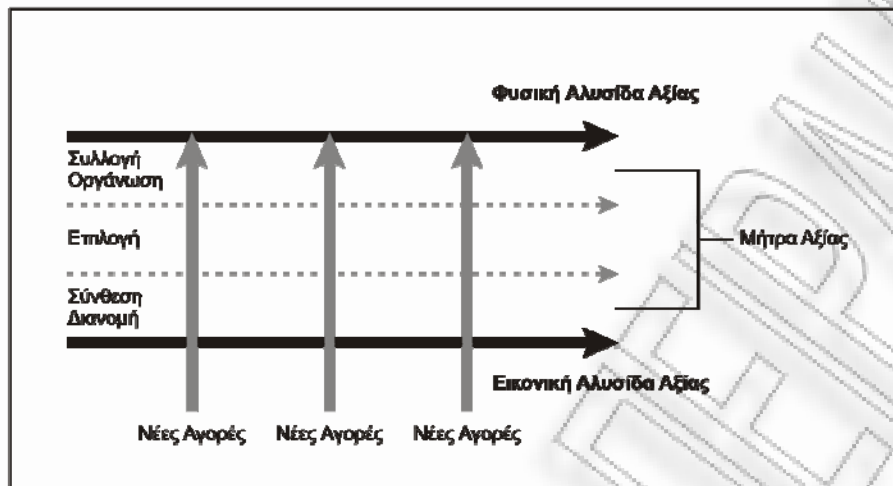 Φυσική Αλυσίδα Αξίας
Συλλογή
Οργάνωση
Επιλογή
Μήτρα Αξίας
Σύνθεση
Διανομή
Εικονική Αλυσίδα Αξίας
Νέες Αγορές Νέες Αγορές Νέες Αγορές